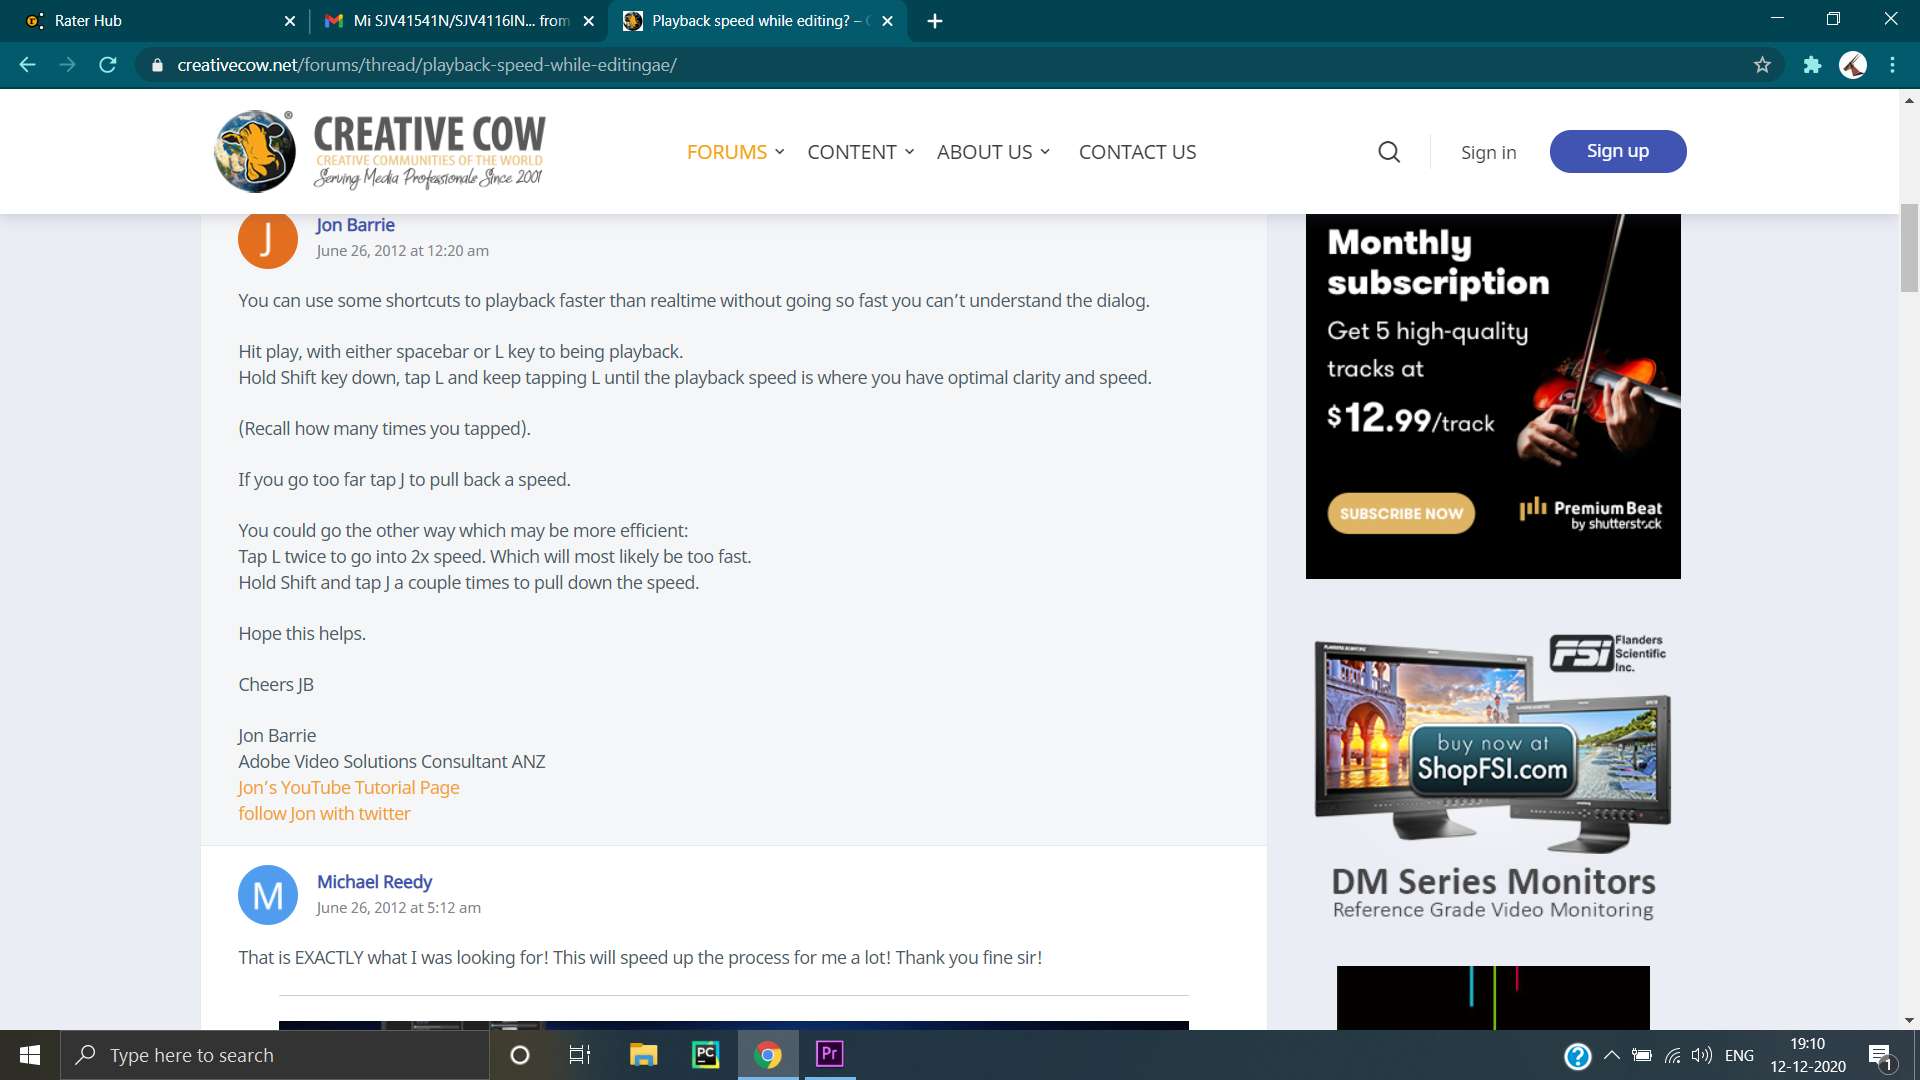 Rater Hub
Mi SJV41541N/SJV4116IN... from
Playback speed while editing? –
creativecow.net/forums/thread/playback-speed-while-editingae/
CREATIVE COW
CREATIVE COMMUNITIES OF THE WORLD
Serving Media Professionals Since 2001
FORUMS
CONTENT
ABOUT US
CONTACT US
Sign in
Sign up
J
Jon Barrie
June 26, 2012 at 12:20 am
You can use some shortcuts to playback faster than realtime without going so fast you can’t understand the dialog.
Hit play, with either spacebar or L key to being playback.
Hold Shift key down, tap L and keep tapping L until the playback speed is where you have optimal clarity and speed.
(Recall how many times you tapped).
If you go too far tap J to pull back a speed.
You could go the other way which may be more efficient:
Tap L twice to go into 2x speed. Which will most likely be too fast.
Hold Shift and tap J a couple times to pull down the speed.
Hope this helps.
Cheers JB
Jon Barrie
Adobe Video Solutions Consultant ANZ
Jon’s YouTube Tutorial Page
follow Jon with twitter
M
Michael Reedy
June 26, 2012 at 5:12 am
That is EXACTLY what I was looking for! This will speed up the process for me a lot! Thank you fine sir!
Monthly
subscription
Get 5 high-quality
tracks at
$12.99/track
SUBSCRIBE NOW
PremiumBeat
by shutterstock
FSi
Flanders
Scientific
Inc.
buy now at
ShopFSI.com
DM Series Monitors
Reference Grade Video Monitoring
Type here to search
PC
Pr
ENG
19:10
12-12-2020
1